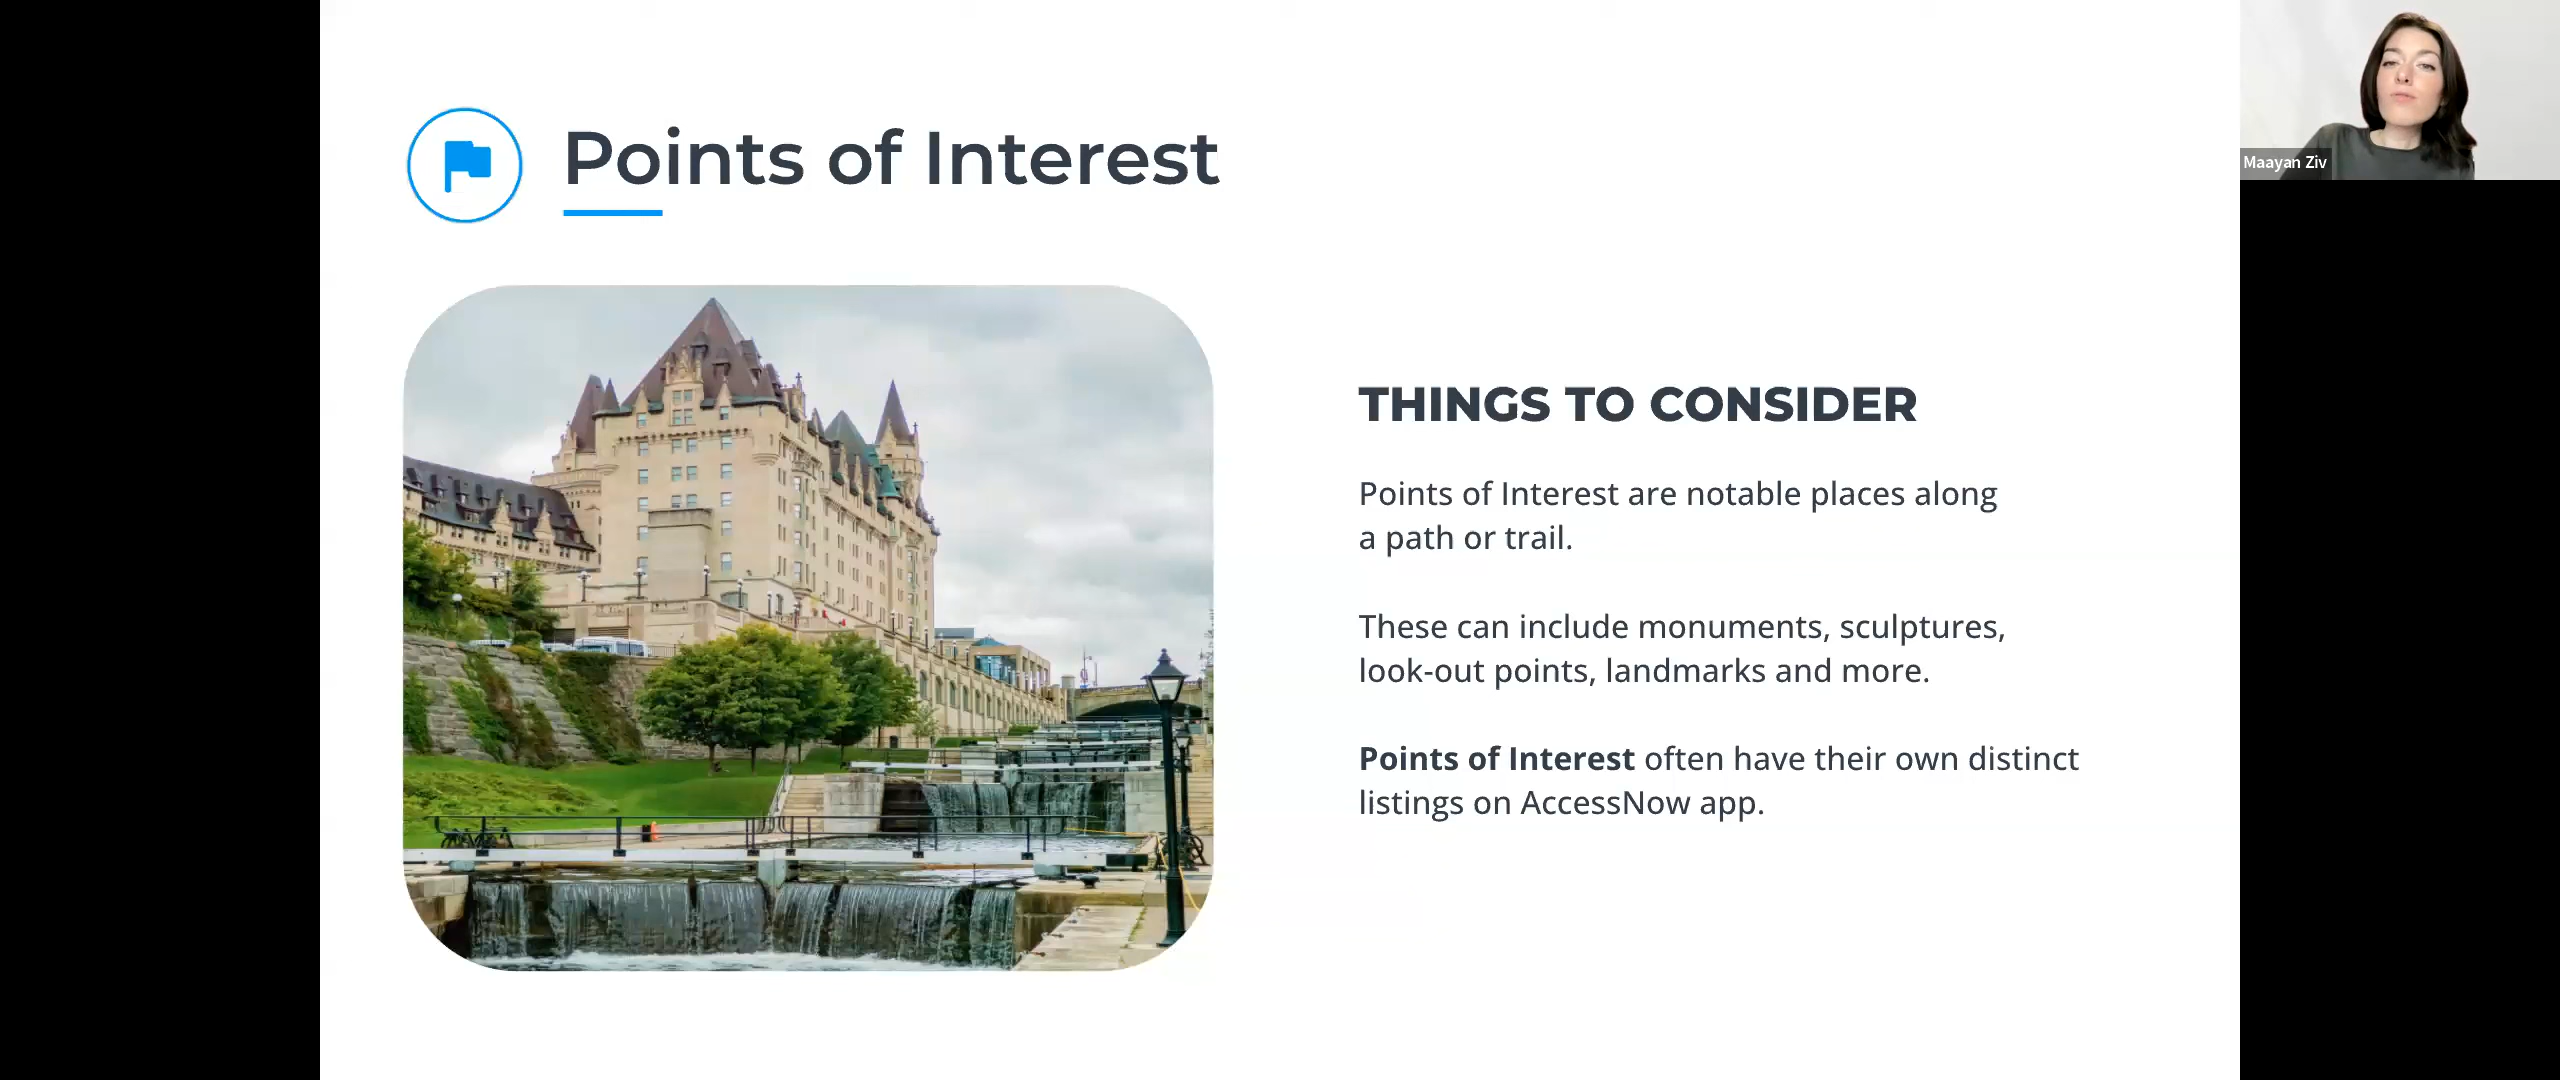 Points of Interest
Maayan Ziv
THINGS TO CONSIDER
Points of Interest are notable places along
a path or trail.
These can include monuments, sculptures,
look-out points, landmarks and more.
Points of Interest often have their own distinct
listings on AccessNow app.